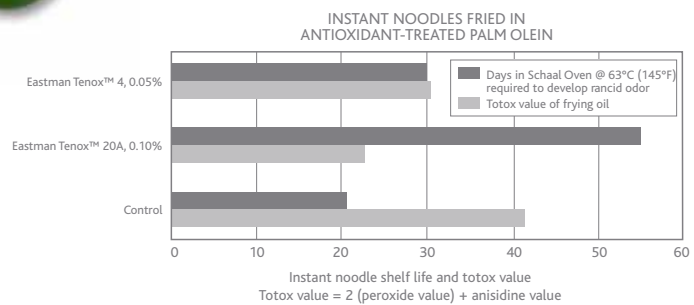 INSTANT NOODLES FRIED IN
ANTIOXIDANT-TREATED PALM OLEIN
Days in Schaal Oven @ 63°C (145°F)
required to develop rancid odor
Totox value of frying oil
Eastman Tenox™ 4, 0.05%
Eastman Tenox™ 20A, 0.10%
Control
0 10 20 30 40 50 60
Instant noodle shelf life and totox value
Totox value = 2 (peroxide value) + anisidine value